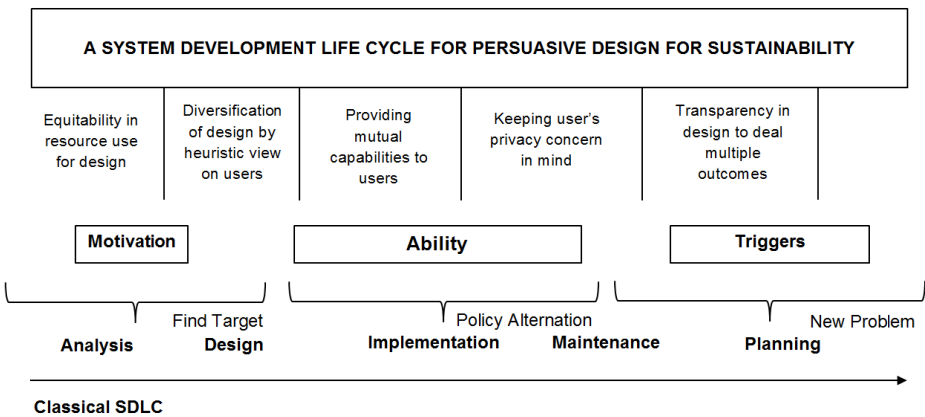 A SYSTEM DEVELOPMENT LIFE CYCLE FOR PERSUASIVE DESIGN FOR SUSTAINABILITY
Equitability in
resource use
for design
Diversification
of design by
heuristic view
on users
Providing
mutual
capabilities to
users
Keeping user's
privacy concern
in mind
Transparency in
design to deal
multiple
outcomes
Motivation
Ability
Triggers
Find Target
Policy Alternation
New Problem
Analysis
Design
Implementation
Maintenance
Planning
Classical SDLC